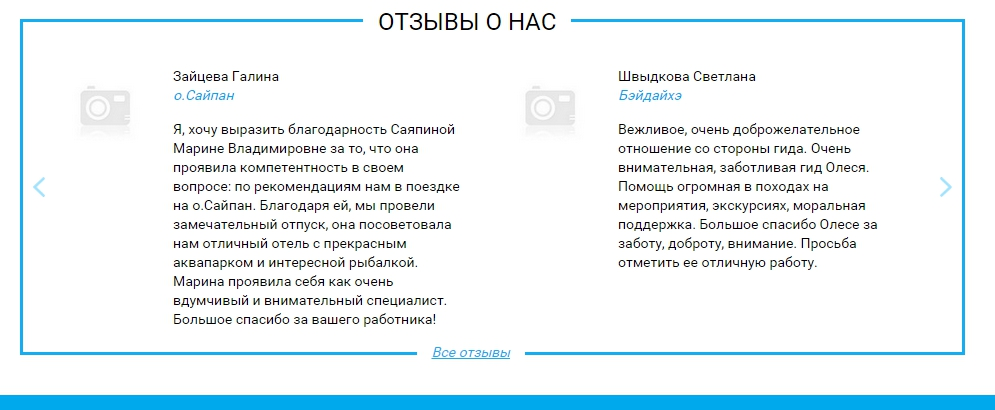 ОТЗЫВЫ О НАС
Зайцева Галина
о.Сайпан
Я, хочу выразить благодарность Саяпиной
Марине Владимировне за то, что она
проявила компетентность в своем
вопросе: по рекомендациям нам в поездке
на о.Сайпан. Благодаря ей, мы провели
замечательный отпуск, она посоветовала
нам отличный отель с прекрасным
аквапарком и интересной рыбалкой.
Марина проявила себя как очень
вдумчивый и внимательный специалист.
Большое спасибо за вашего работника!
Швыдкова Светлана
Бэйдайхэ
Вежливое, очень доброжелательное
отношение со стороны гида. Очень
внимательная, заботливая гид Олеся.
Помощь огромная в походах на
мероприятия, экскурсиях, моральная
поддержка. Большое спасибо Олесе за
заботу, доброту, внимание. Просьба
отметить ее отличную работу.
Все отзывы